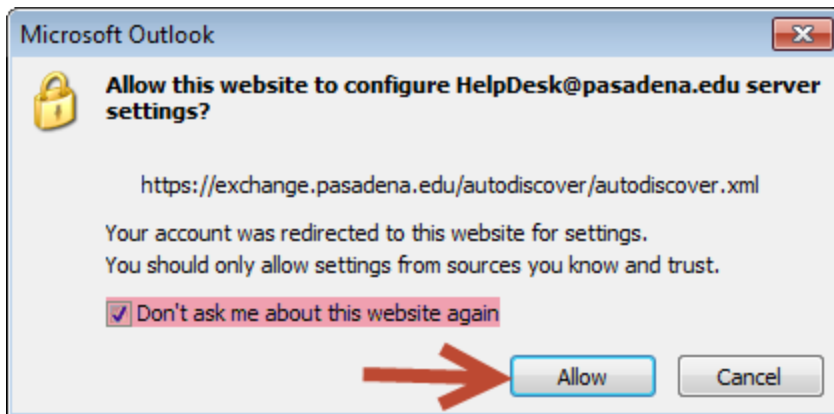 Microsoft Outlook
Allow this website to configure HelpDesk@pasadena.edu server
settings?
https://exchange.pasadena.edu/autodiscover/autodiscover.xml
Your account was redirected to this website for settings.
You should only allow settings from sources you know and trust.
Don't ask me about this website again
Allow
Cancel